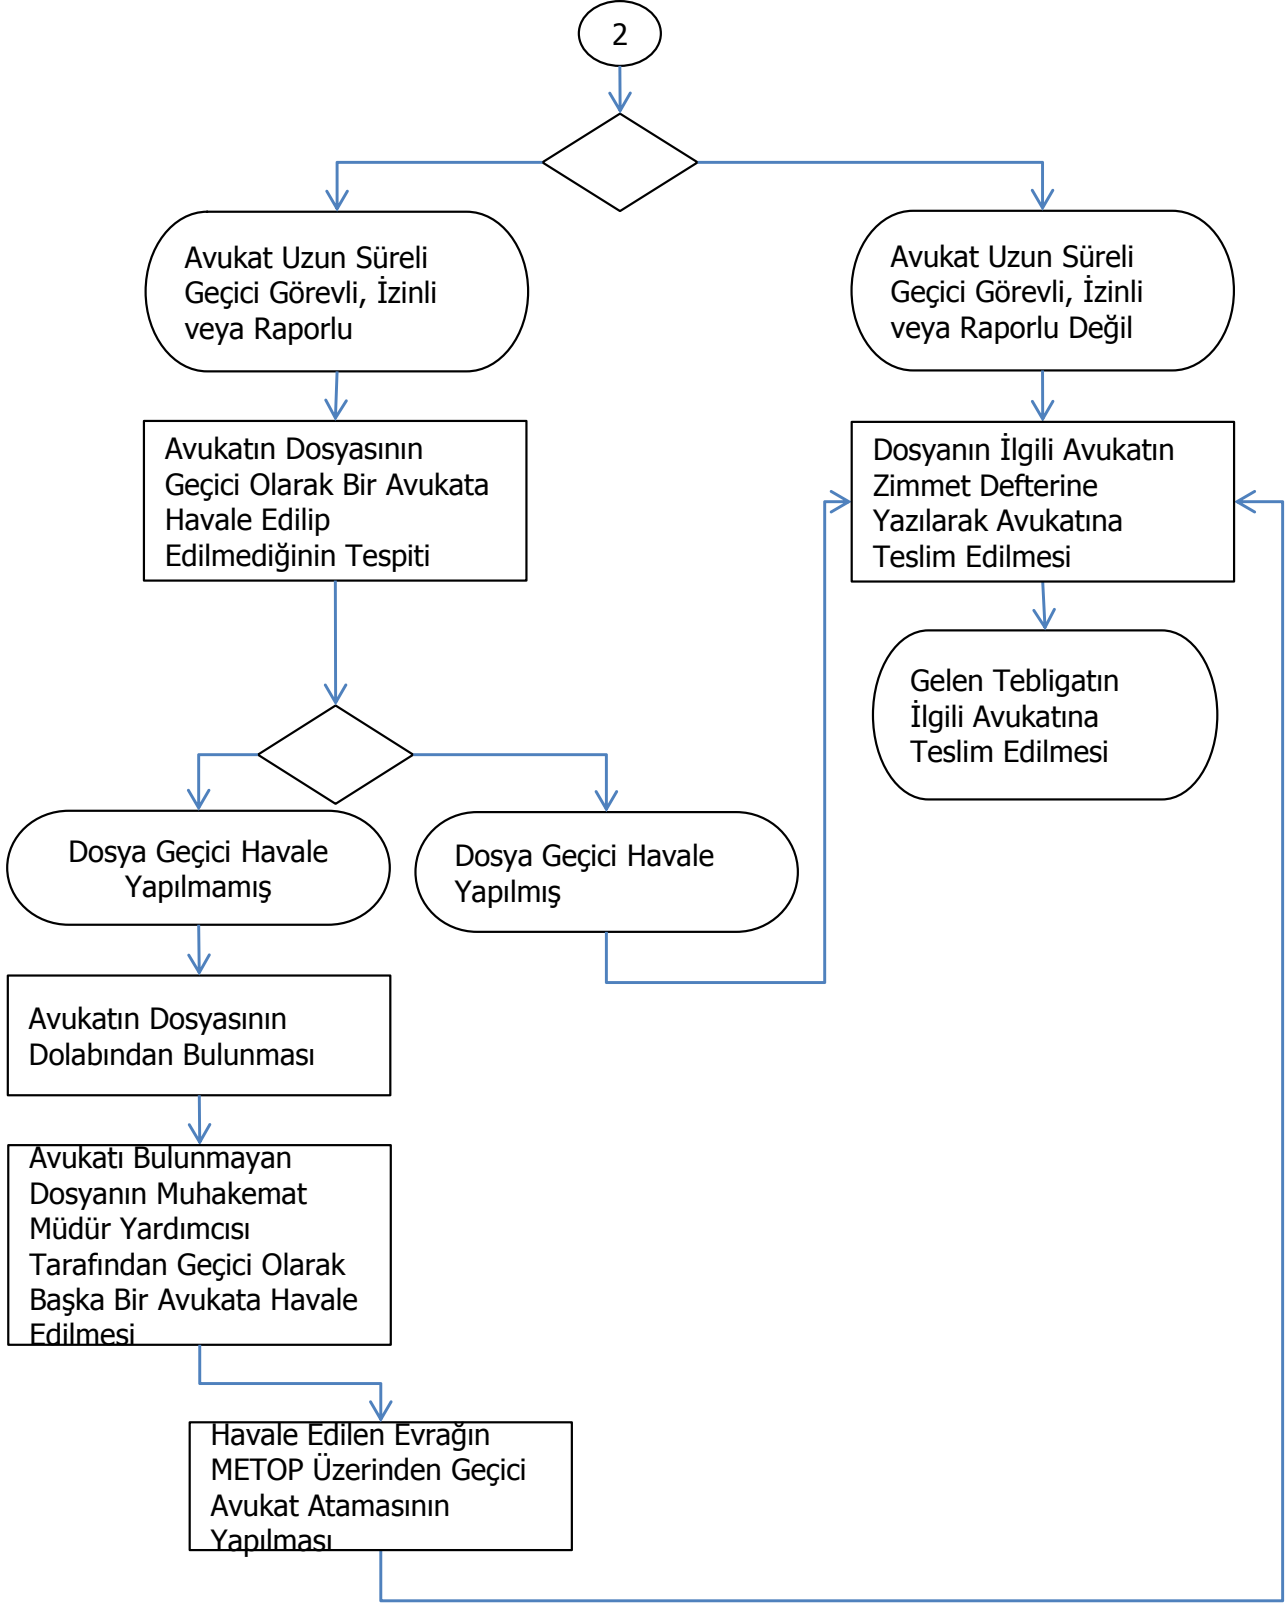 2
Avukat Uzun Süreli
Geçici Görevli, İzinli
veya Raporlu
Avukat Uzun Süreli
Geçici Görevli, İzinli
veya Raporlu Değil
Avukatın Dosyasının
Geçici Olarak Bir Avukata
Havale Edilip
Edilmediğinin Tespiti
Dosyanın İlgili Avukatın
Zimmet Defterine
Yazılarak Avukatına
Teslim Edilmesi
Gelen Tebligatın
İlgili Avukatına
Teslim Edilmesi
Dosya Geçici Havale
Yapılmamış
Dosya Geçici Havale
Yapılmış
Avukatın Dosyasının
Dolabından Bulunması
Avukatı Bulunmayan
Dosyanın Muhakemat
Müdür Yardımcısı
Tarafından Geçici Olarak
Başka Bir Avukata Havale
Edilmesi
Havale Edilen Evrağın
METOP Üzerinden Geçici
Avukat Atamasının
Yapılması